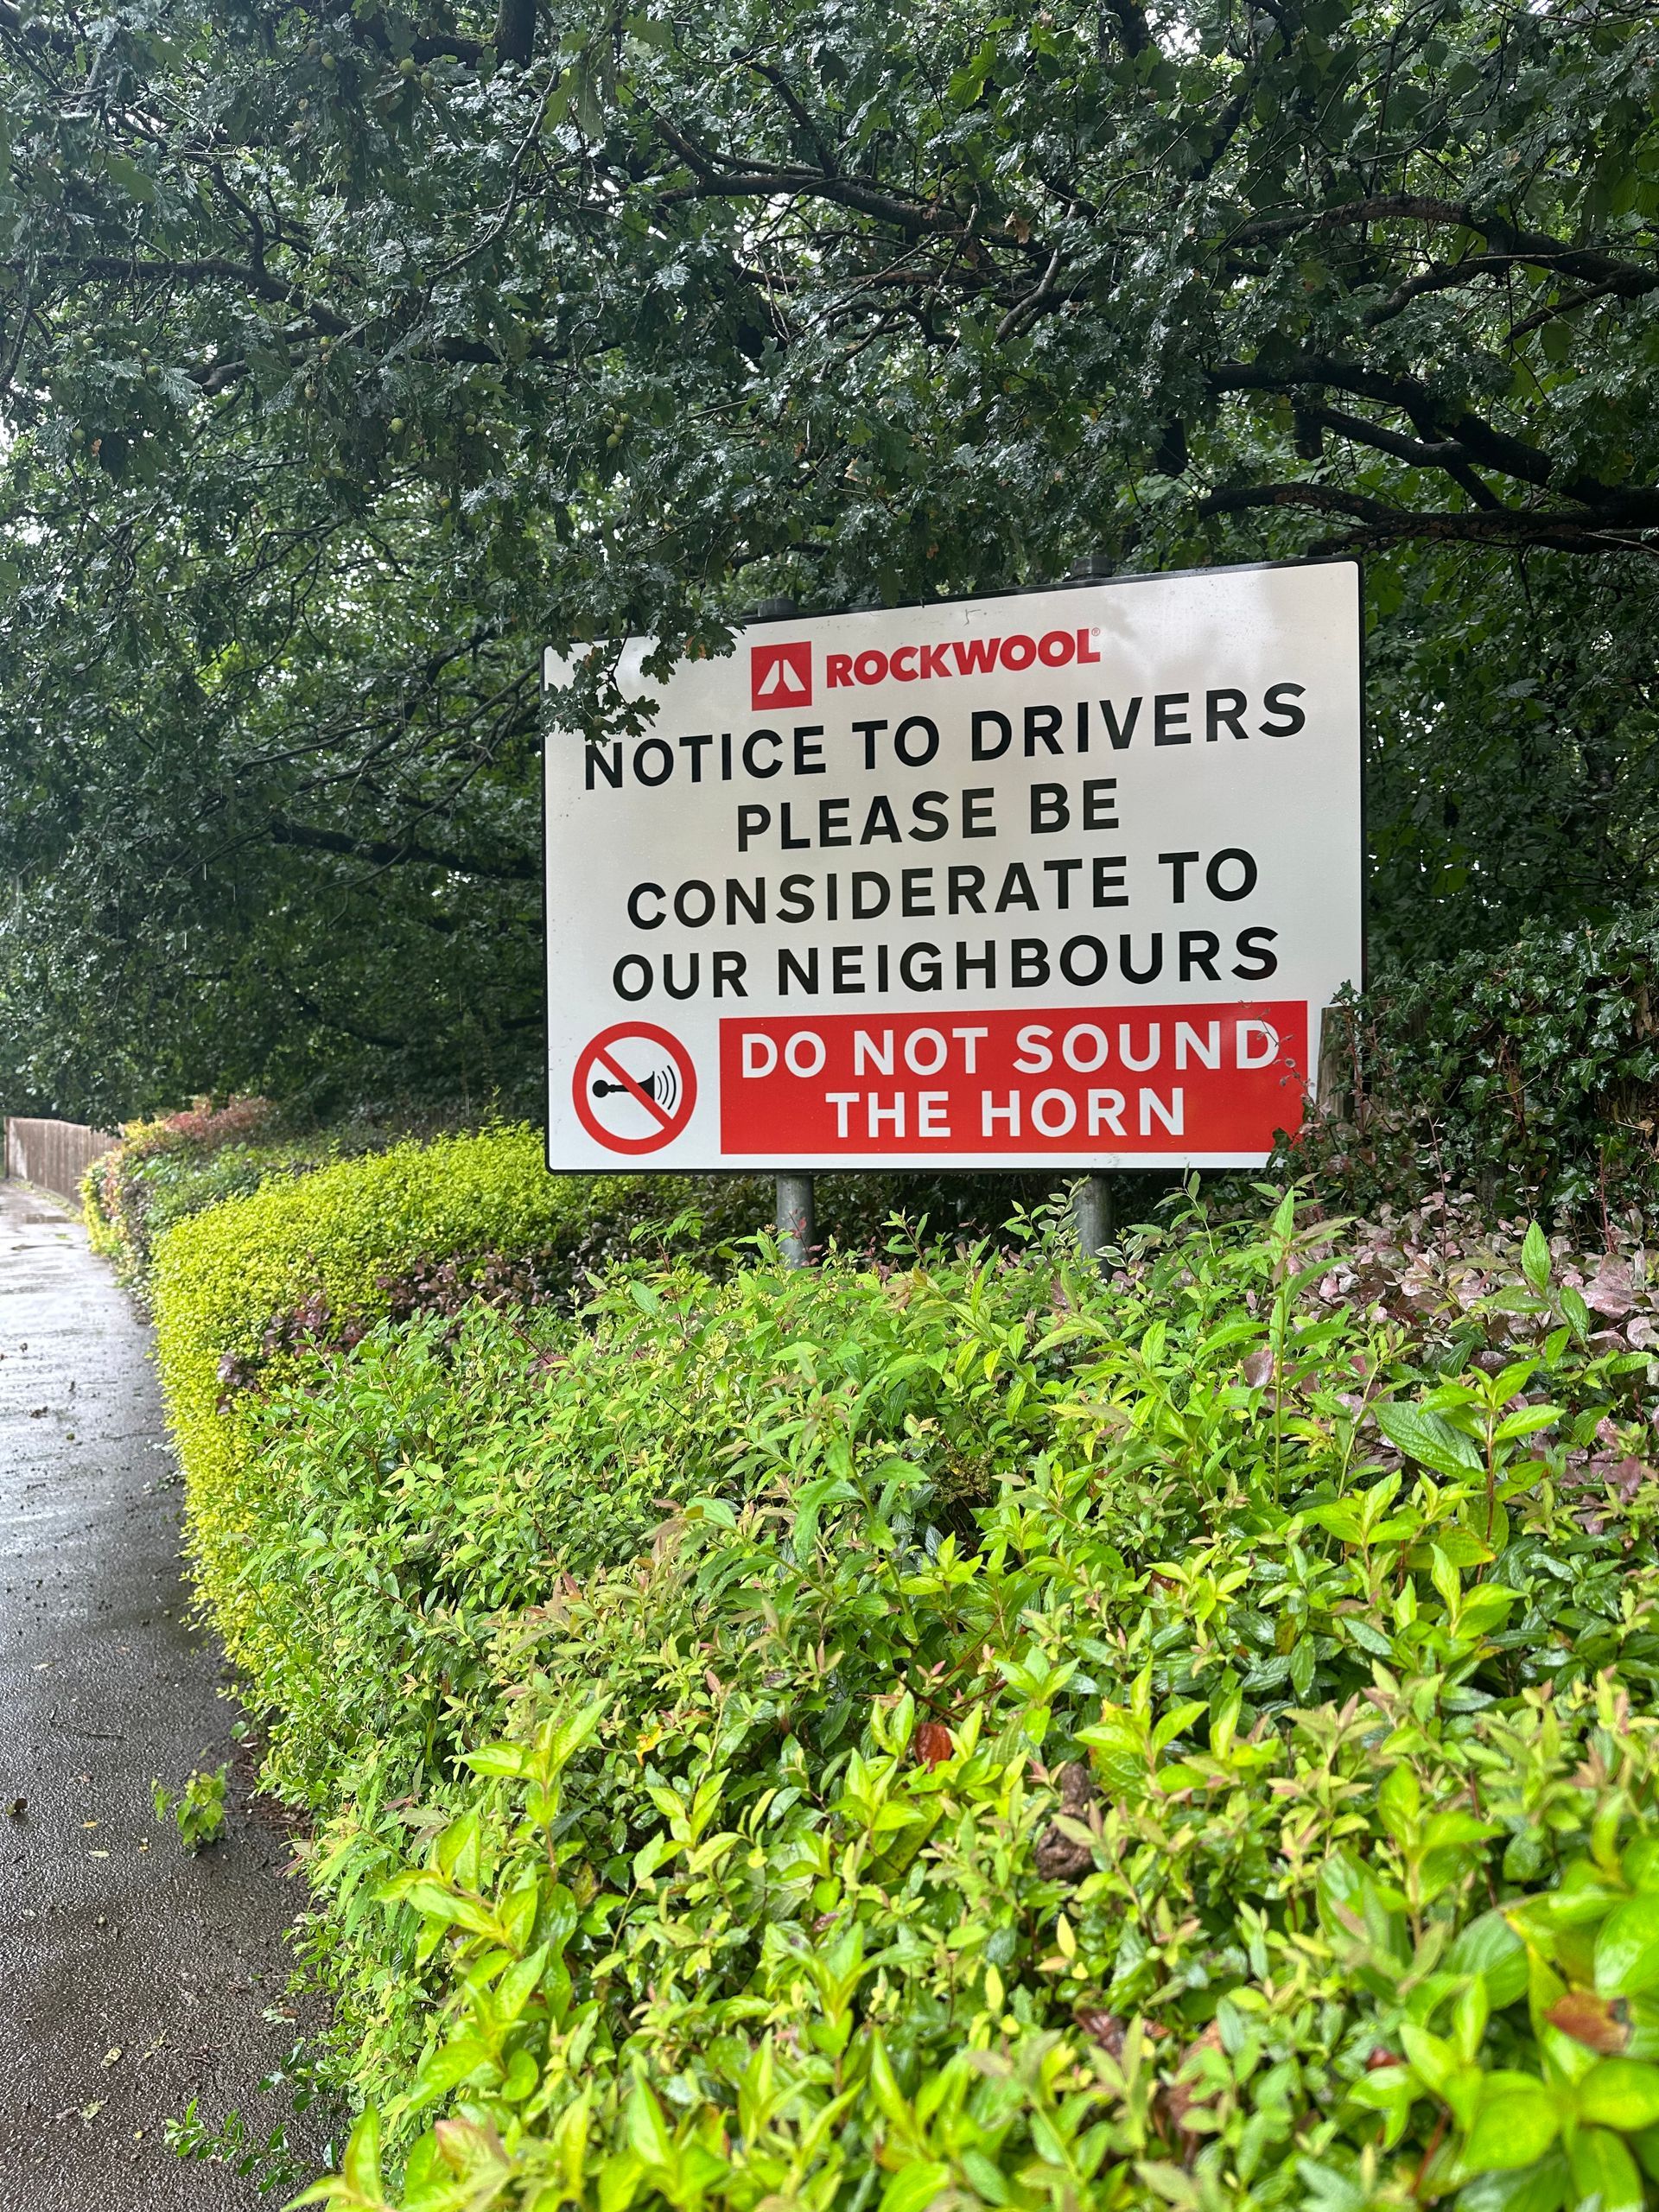 ROCKWOOL®
NOTICE TO DRIVERS
PLEASE BE
CONSIDERATE TO
OUR NEIGHBOURS
DO NOT SOUND
THE HORN